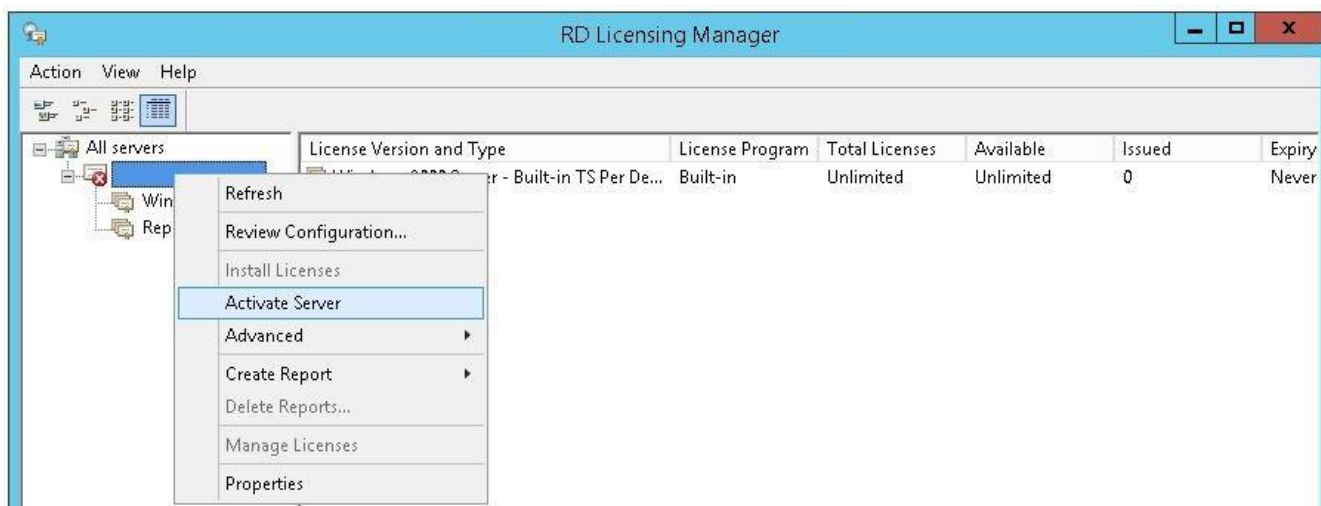 RD Licensing Manager
Action View Help
All servers
License Version and Type License Program Total Licenses Available Issued Expiry
Server - Built-in TS Per De... Built-in Unlimited Unlimited 0 Never
Win
Rep
Refresh
Review Configuration...
Install Licenses
Activate Server
Advanced
Create Report
Delete Reports...
Manage Licenses
Properties